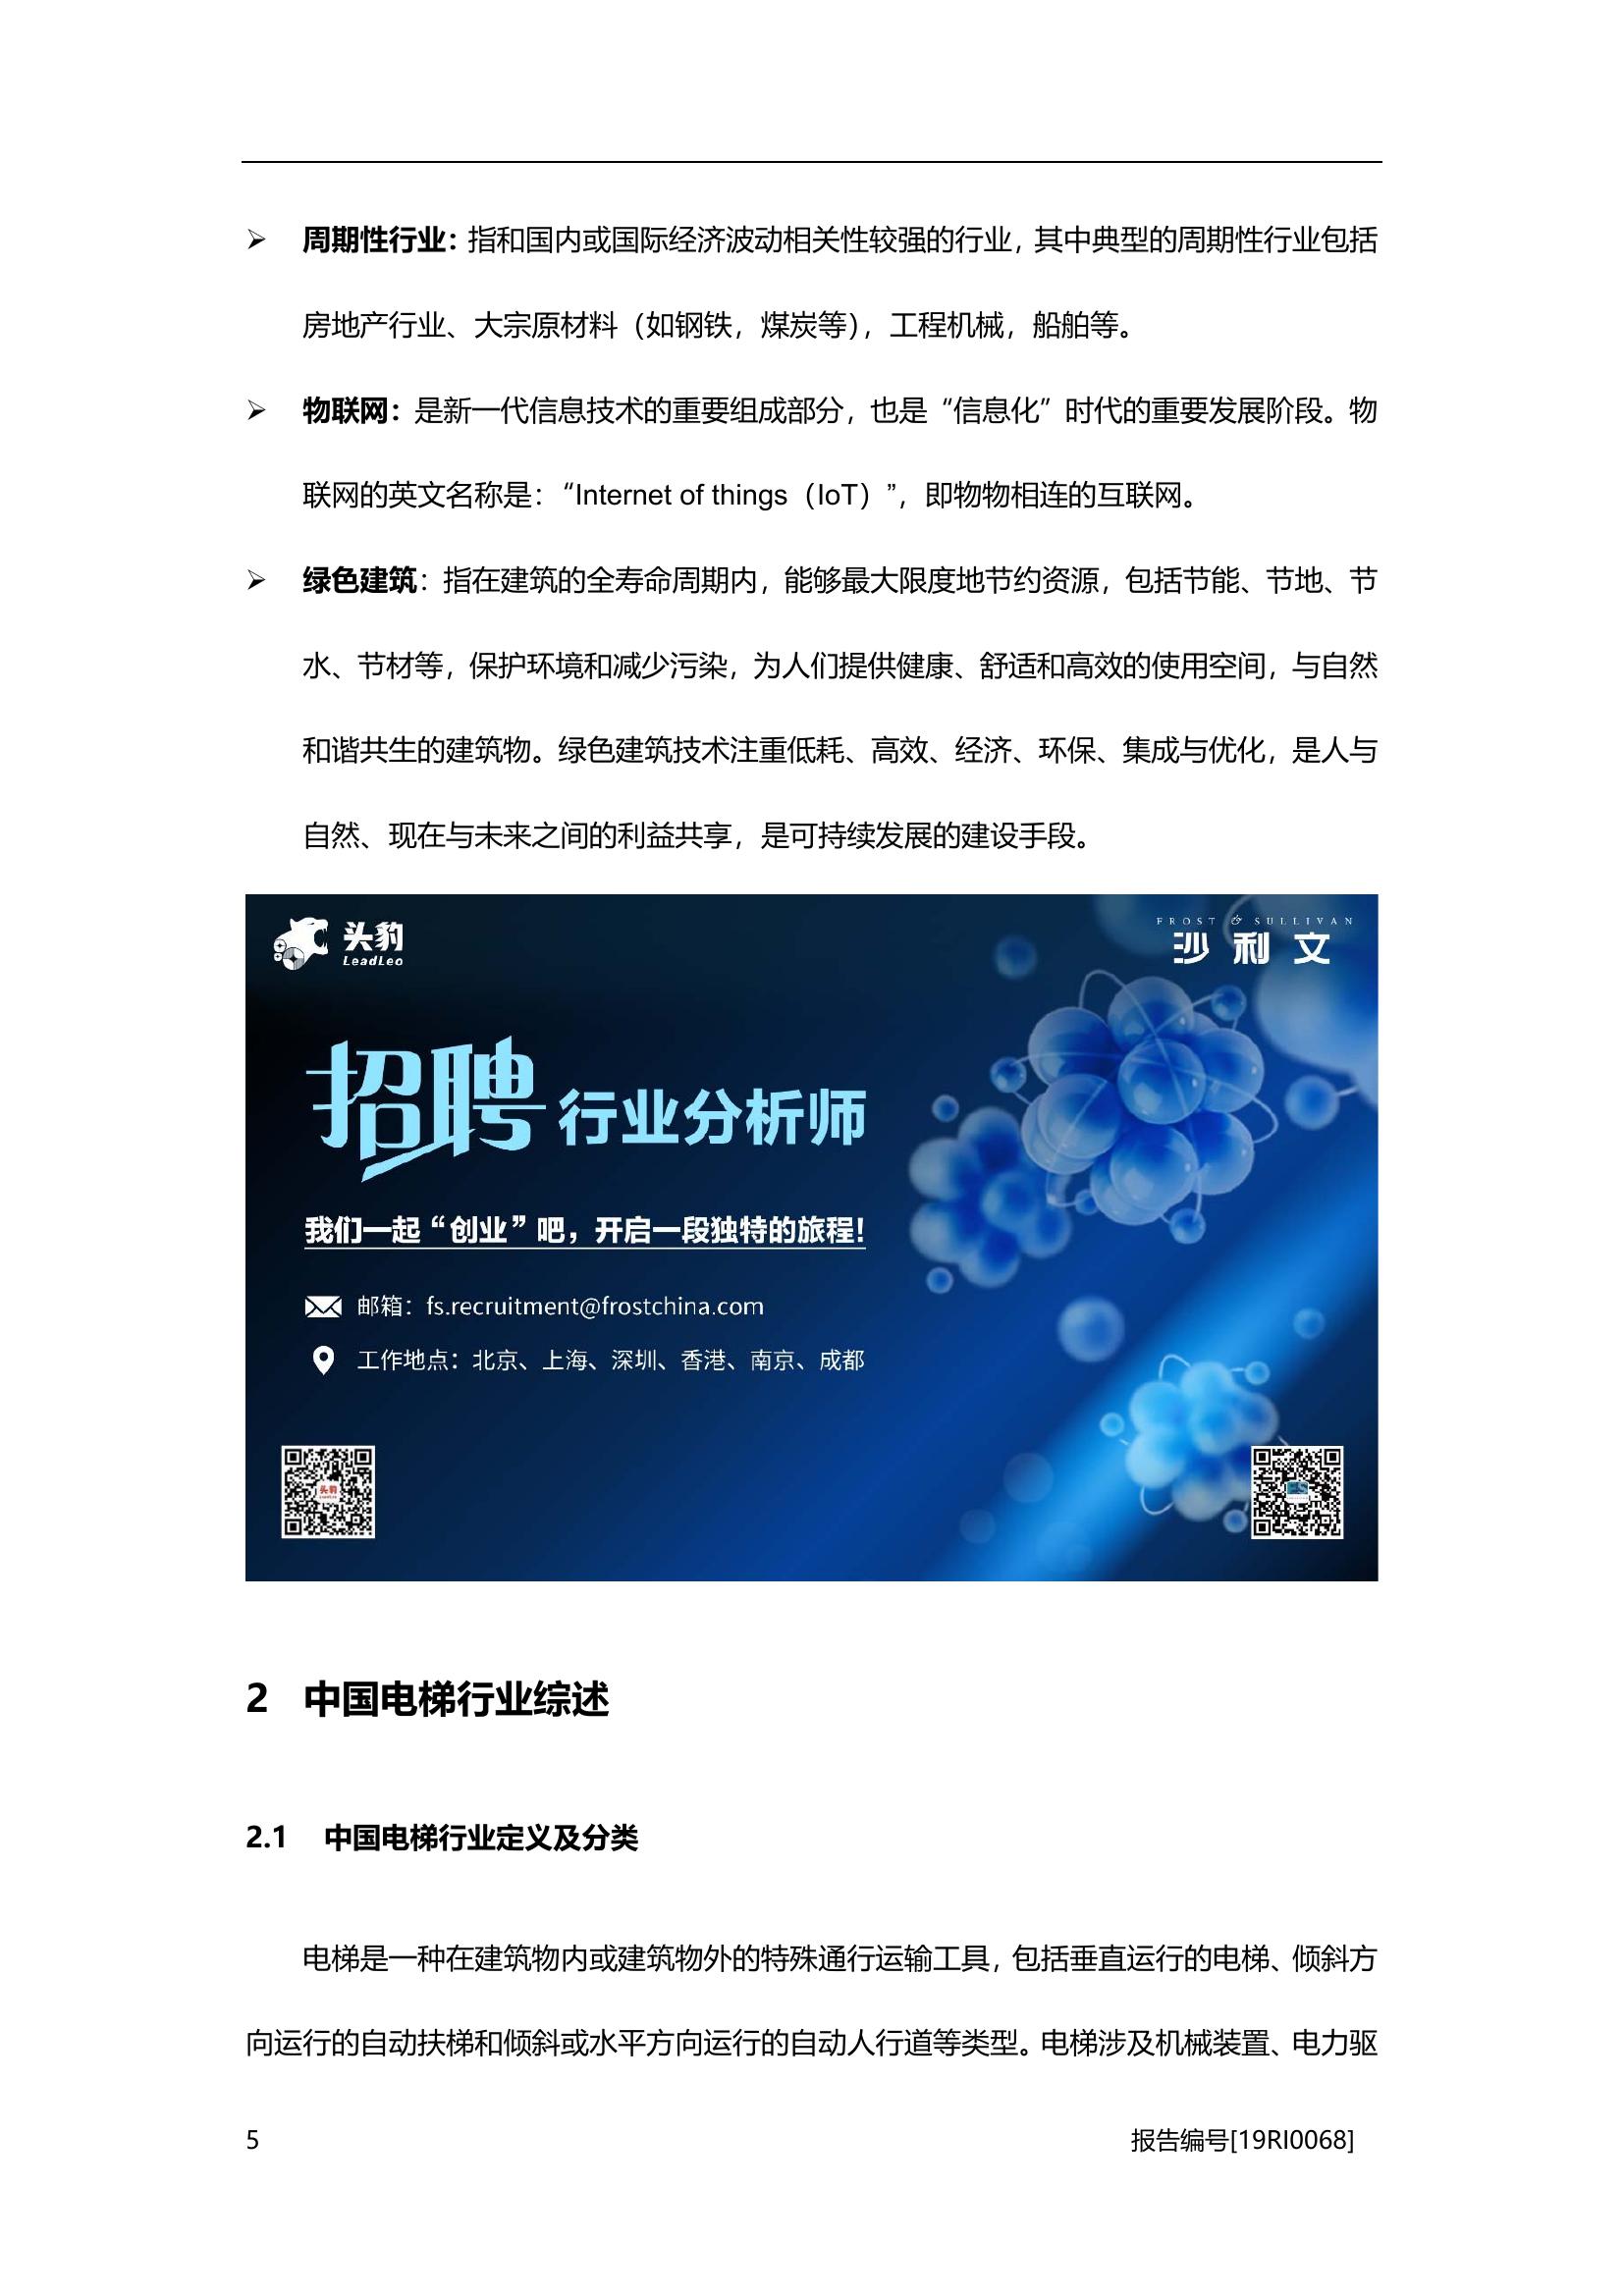 ➢ 周期性行业：指和国内或国际经济波动相关性较强的行业，其中典型的周期性行业包括
房地产行业、大宗原材料（如钢铁，煤炭等），工程机械，船舶等。
➢ 物联网：是新一代信息技术的重要组成部分，也是“信息化”时代的重要发展阶段。物
联网的英文名称是：“Internet of things（IoT）”，即物物相连的互联网。
➢ 绿色建筑：指在建筑的全寿命周期内，能够最大限度地节约资源，包括节能、节地、节
水、节材等，保护环境和减少污染，为人们提供健康、舒适和高效的使用空间，与自然
和谐共生的建筑物。绿色建筑技术注重低耗、高效、经济、环保、集成与优化，是人与
自然、现在与未来之间的利益共享，是可持续发展的建设手段。
头豹
LeadLeo
FROST & SULLIVAN
沙利文
招聘 行业分析师
我们一起“创业”吧，开启一段独特的旅程！
邮箱：fs.recruitment@frostchina.com
工作地点：北京、上海、深圳、香港、南京、成都
头豹
FS
2 中国电梯行业综述
2.1 中国电梯行业定义及分类
电梯是一种在建筑物内或建筑物外的特殊通行运输工具，包括垂直运行的电梯、倾斜方
向运行的自动扶梯和倾斜或水平方向运行的自动人行道等类型。电梯涉及机械装置、电力驱
5 报告编号[19RI0068]